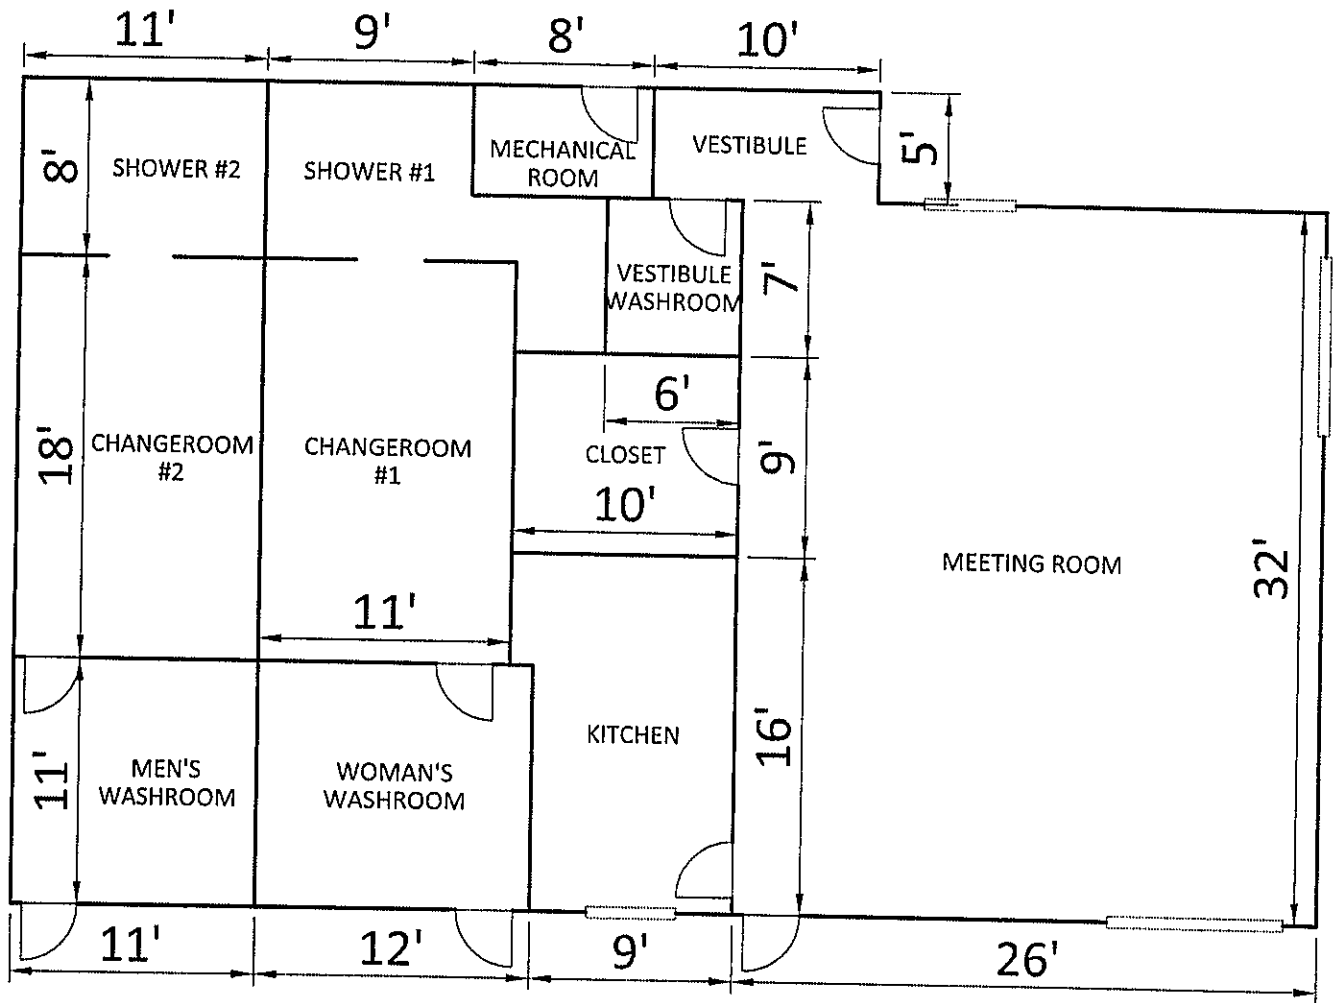 11'
9'
8'
10'
8'
SHOWER #2
SHOWER #1
MECHANICAL
ROOM
VESTIBULE
5'
VESTIBULE
WASHROOM
7'
6'
18'
CHANGEROOM
#2
CHANGEROOM
#1
CLOSET
9'
10'
MEETING ROOM
32'
11'
11'
MEN'S
WASHROOM
WOMAN'S
WASHROOM
KITCHEN
16'
11'
12'
9'
26'